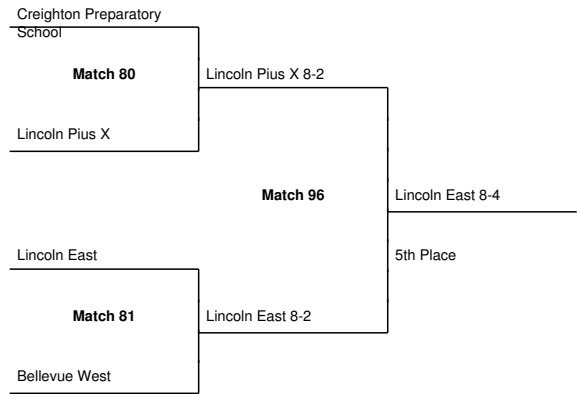 Creighton Preparatory
School
Match 80
Lincoln Pius X 8-2
Lincoln Pius X
Match 96
Lincoln East 8-4
Lincoln East
5th Place
Match 81
Lincoln East 8-2
Bellevue West